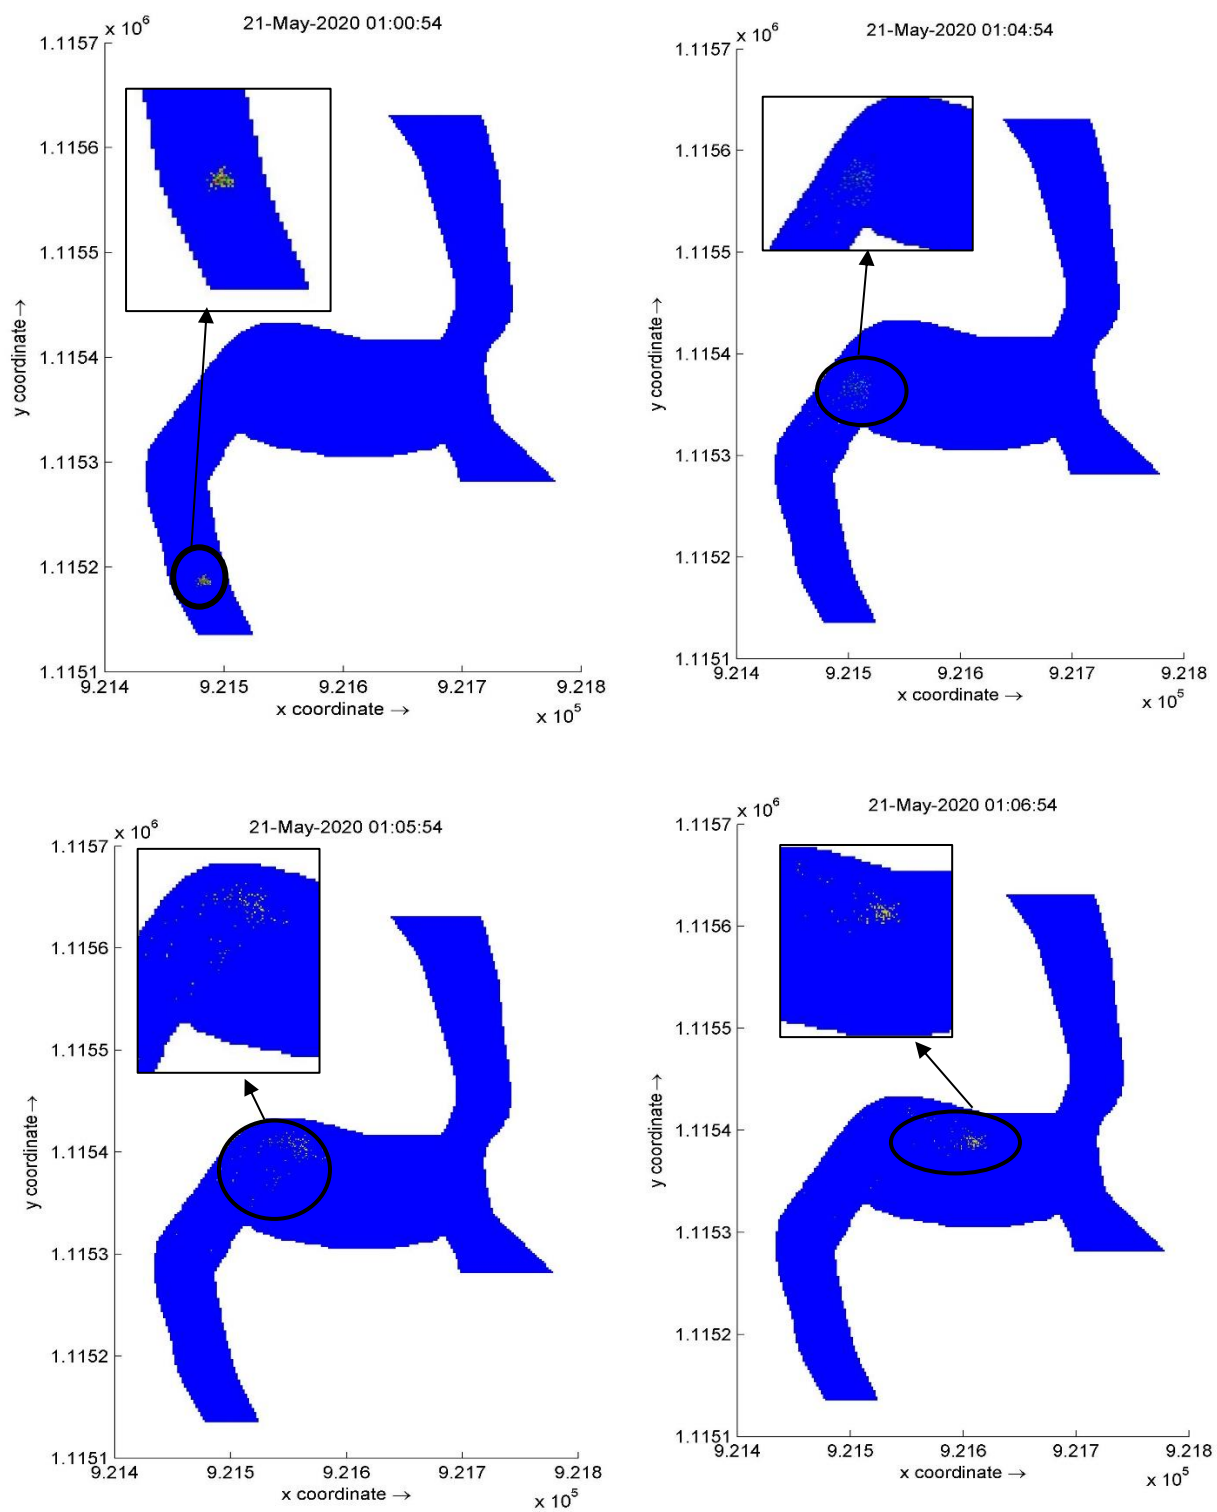 21-May-2020 01:00:54
x 10^6
1.1157
1.1156
1.1155
1.1154
1.1153
1.1152
1.1151
y coordinate →
9.214 9.215 9.216 9.217 9.218
x coordinate →
x 10^5
21-May-2020 01:04:54
x 10^6
1.1157
1.1156
1.1155
1.1154
1.1153
1.1152
1.1151
y coordinate →
9.214 9.215 9.216 9.217 9.218
x coordinate →
x 10^5
21-May-2020 01:05:54
x 10^6
1.1157
1.1156
1.1155
1.1154
1.1153
1.1152
1.1151
y coordinate →
9.214 9.215 9.216 9.217 9.218
x coordinate →
x 10^5
21-May-2020 01:06:54
x 10^6
1.1157
1.1156
1.1155
1.1154
1.1153
1.1152
1.1151
y coordinate →
9.214 9.215 9.216 9.217 9.218
x coordinate →
x 10^5